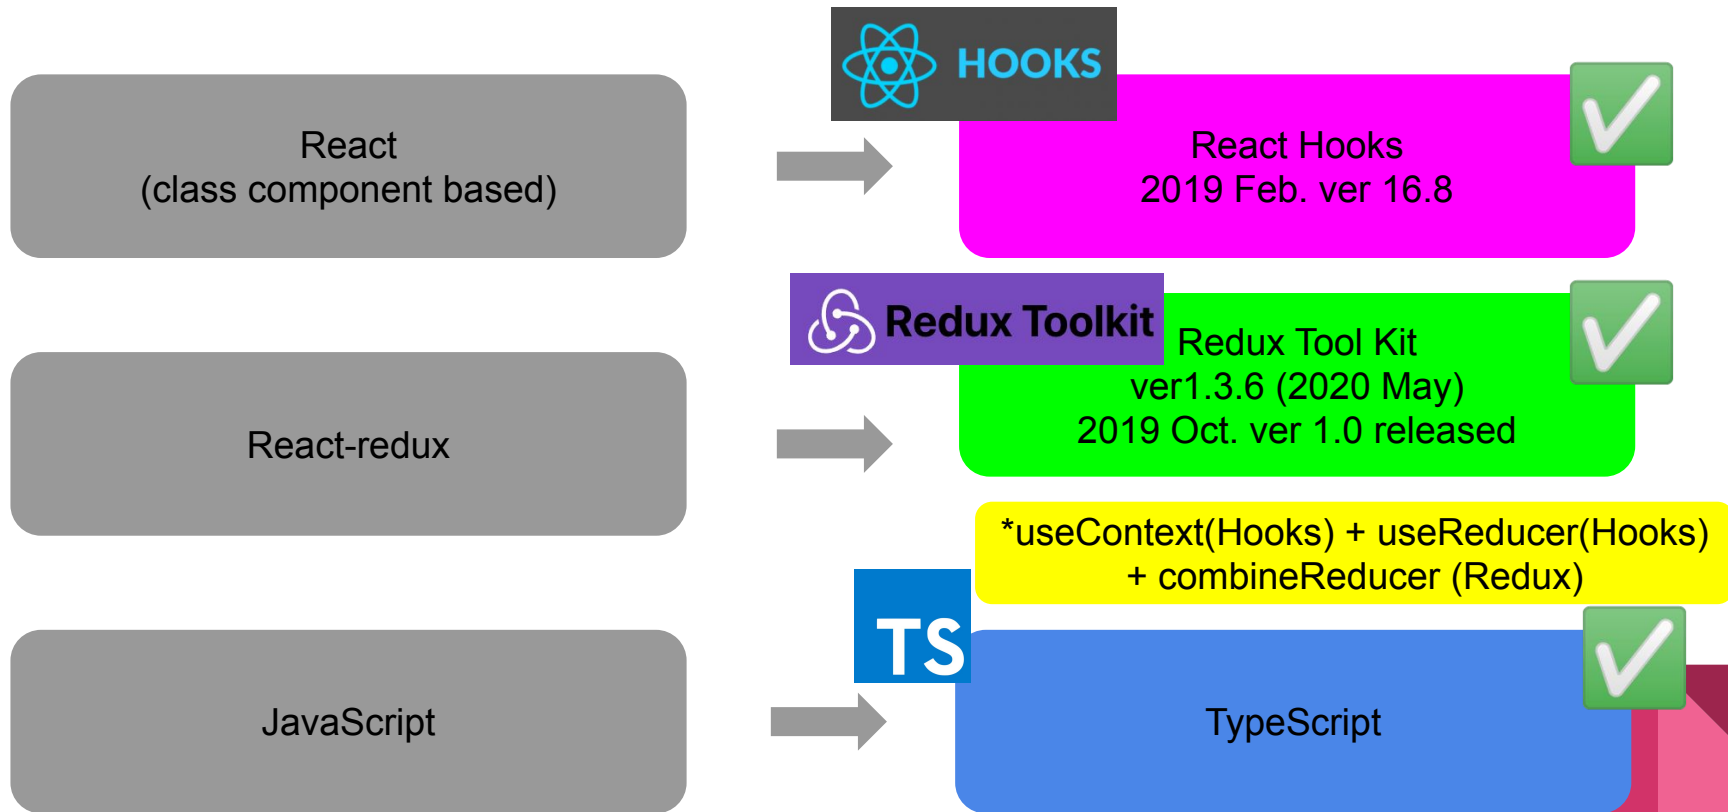 HOOKS
React
(class component based)
React Hooks
2019 Feb. ver 16.8
Redux Toolkit
React-redux
Redux Tool Kit
ver1.3.6 (2020 May)
2019 Oct. ver 1.0 released
*useContext(Hooks) + useReducer(Hooks)
+ combineReducer (Redux)
TS
JavaScript
TypeScript